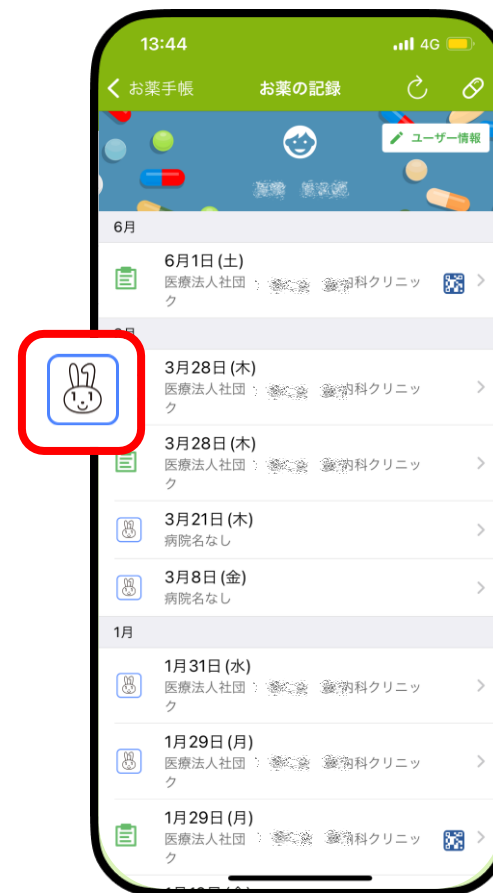 13:44
4G
お薬手帳
お薬の記録
ユーザー情報
6月
6月1日(土)
医療法人社団 内科クリニッ
ク
3月28日(木)
医療法人社団 内科クリニッ
ク
3月28日(木)
医療法人社団 内科クリニッ
ク
3月21日(木)
病院名なし
3月8日(金)
病院名なし
1月
1月31日(水)
医療法人社団 内科クリニッ
ク
1月29日(月)
医療法人社団 内科クリニッ
ク
1月29日(月)
医療法人社団 内科クリニッ
ク